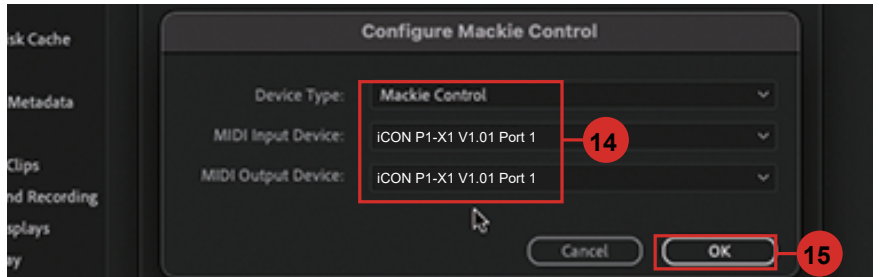 Configure Mackie Control
isk Cache
Metadata
Clips
nd Recording
splays
ay
Device Type: Mackie Control
MIDI Input Device: iCON P1-X1 V1.01 Port 1
MIDI Output Device: iCON P1-X1 V1.01 Port 1
14
Cancel OK 15